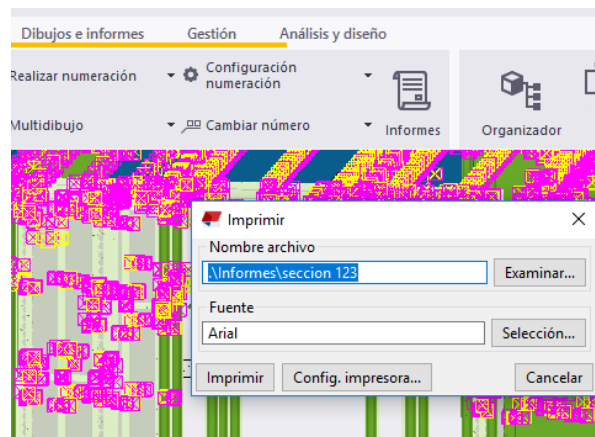 Dibujos e informes Gestión Análisis y diseño
Realizar numeración Configuración numeración
Multidibujo Cambiar número Informes Organizador
Imprimir
Nombre archivo
.\Informes\seccion 123 Examinar...
Fuente
Arial Selección...
Imprimir Config. impresora... Cancelar